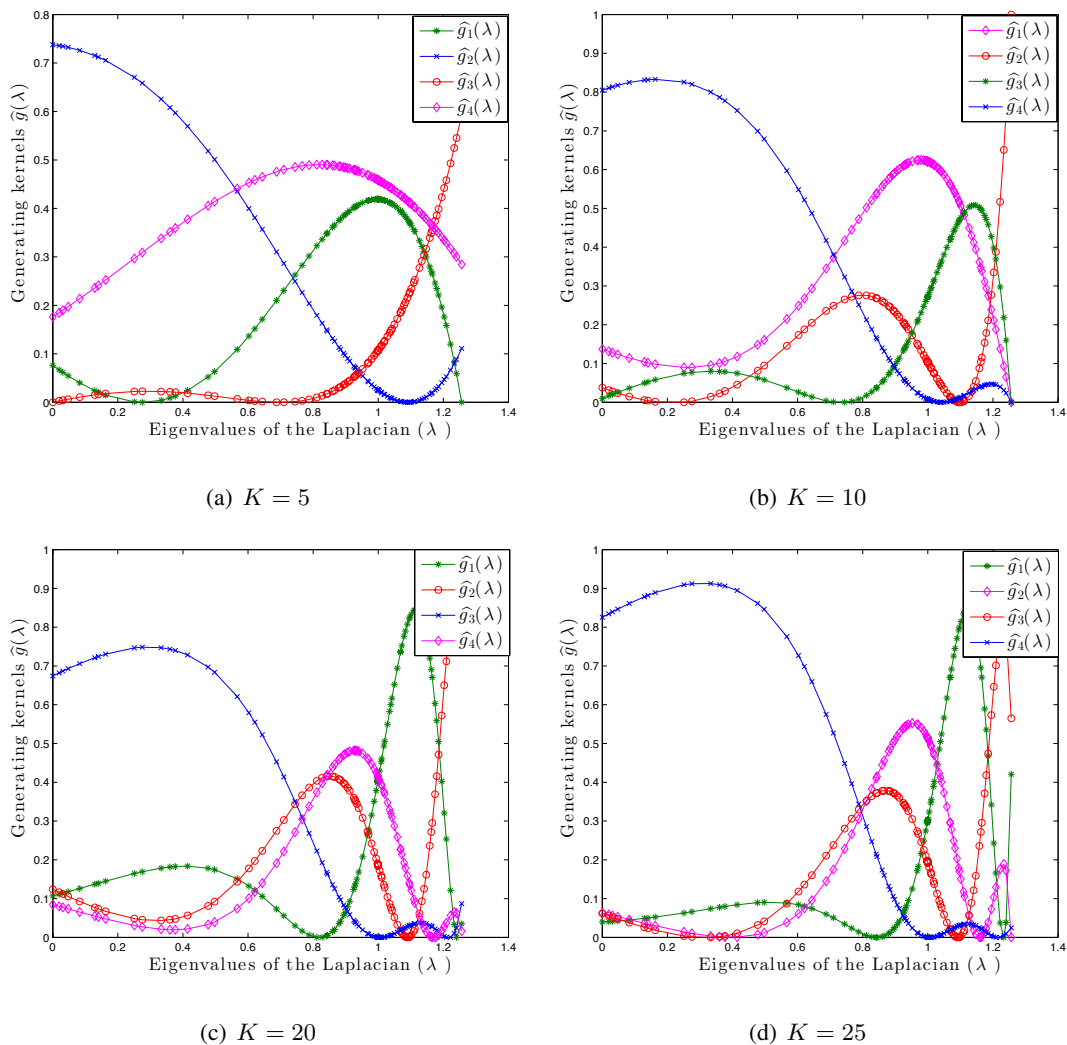 0.8
0.7
0.6
0.5
0.4
0.3
0.2
0.1
0
Generating kernels ĝ(λ)
ĝ₁(λ)
ĝ₂(λ)
ĝ₃(λ)
ĝ₄(λ)
0 0.2 0.4 0.6 0.8 1 1.2 1.4
Eigenvalues of the Laplacian (λ )
(a) K = 5
1
0.9
0.8
0.7
0.6
0.5
0.4
0.3
0.2
0.1
0
Generating kernels ĝ(λ)
ĝ₁(λ)
ĝ₂(λ)
ĝ₃(λ)
ĝ₄(λ)
0 0.2 0.4 0.6 0.8 1 1.2 1.4
Eigenvalues of the Laplacian (λ )
(b) K = 10
1
0.9
0.8
0.7
0.6
0.5
0.4
0.3
0.2
0.1
0
Generating kernels ĝ(λ)
ĝ₁(λ)
ĝ₂(λ)
ĝ₃(λ)
ĝ₄(λ)
0 0.2 0.4 0.6 0.8 1 1.2 1.4
Eigenvalues of the Laplacian (λ )
(c) K = 20
1
0.9
0.8
0.7
0.6
0.5
0.4
0.3
0.2
0.1
0
Generating kernels ĝ(λ)
ĝ₁(λ)
ĝ₂(λ)
ĝ₃(λ)
ĝ₄(λ)
0 0.2 0.4 0.6 0.8 1 1.2 1.4
Eigenvalues of the Laplacian (λ )
(d) K = 25